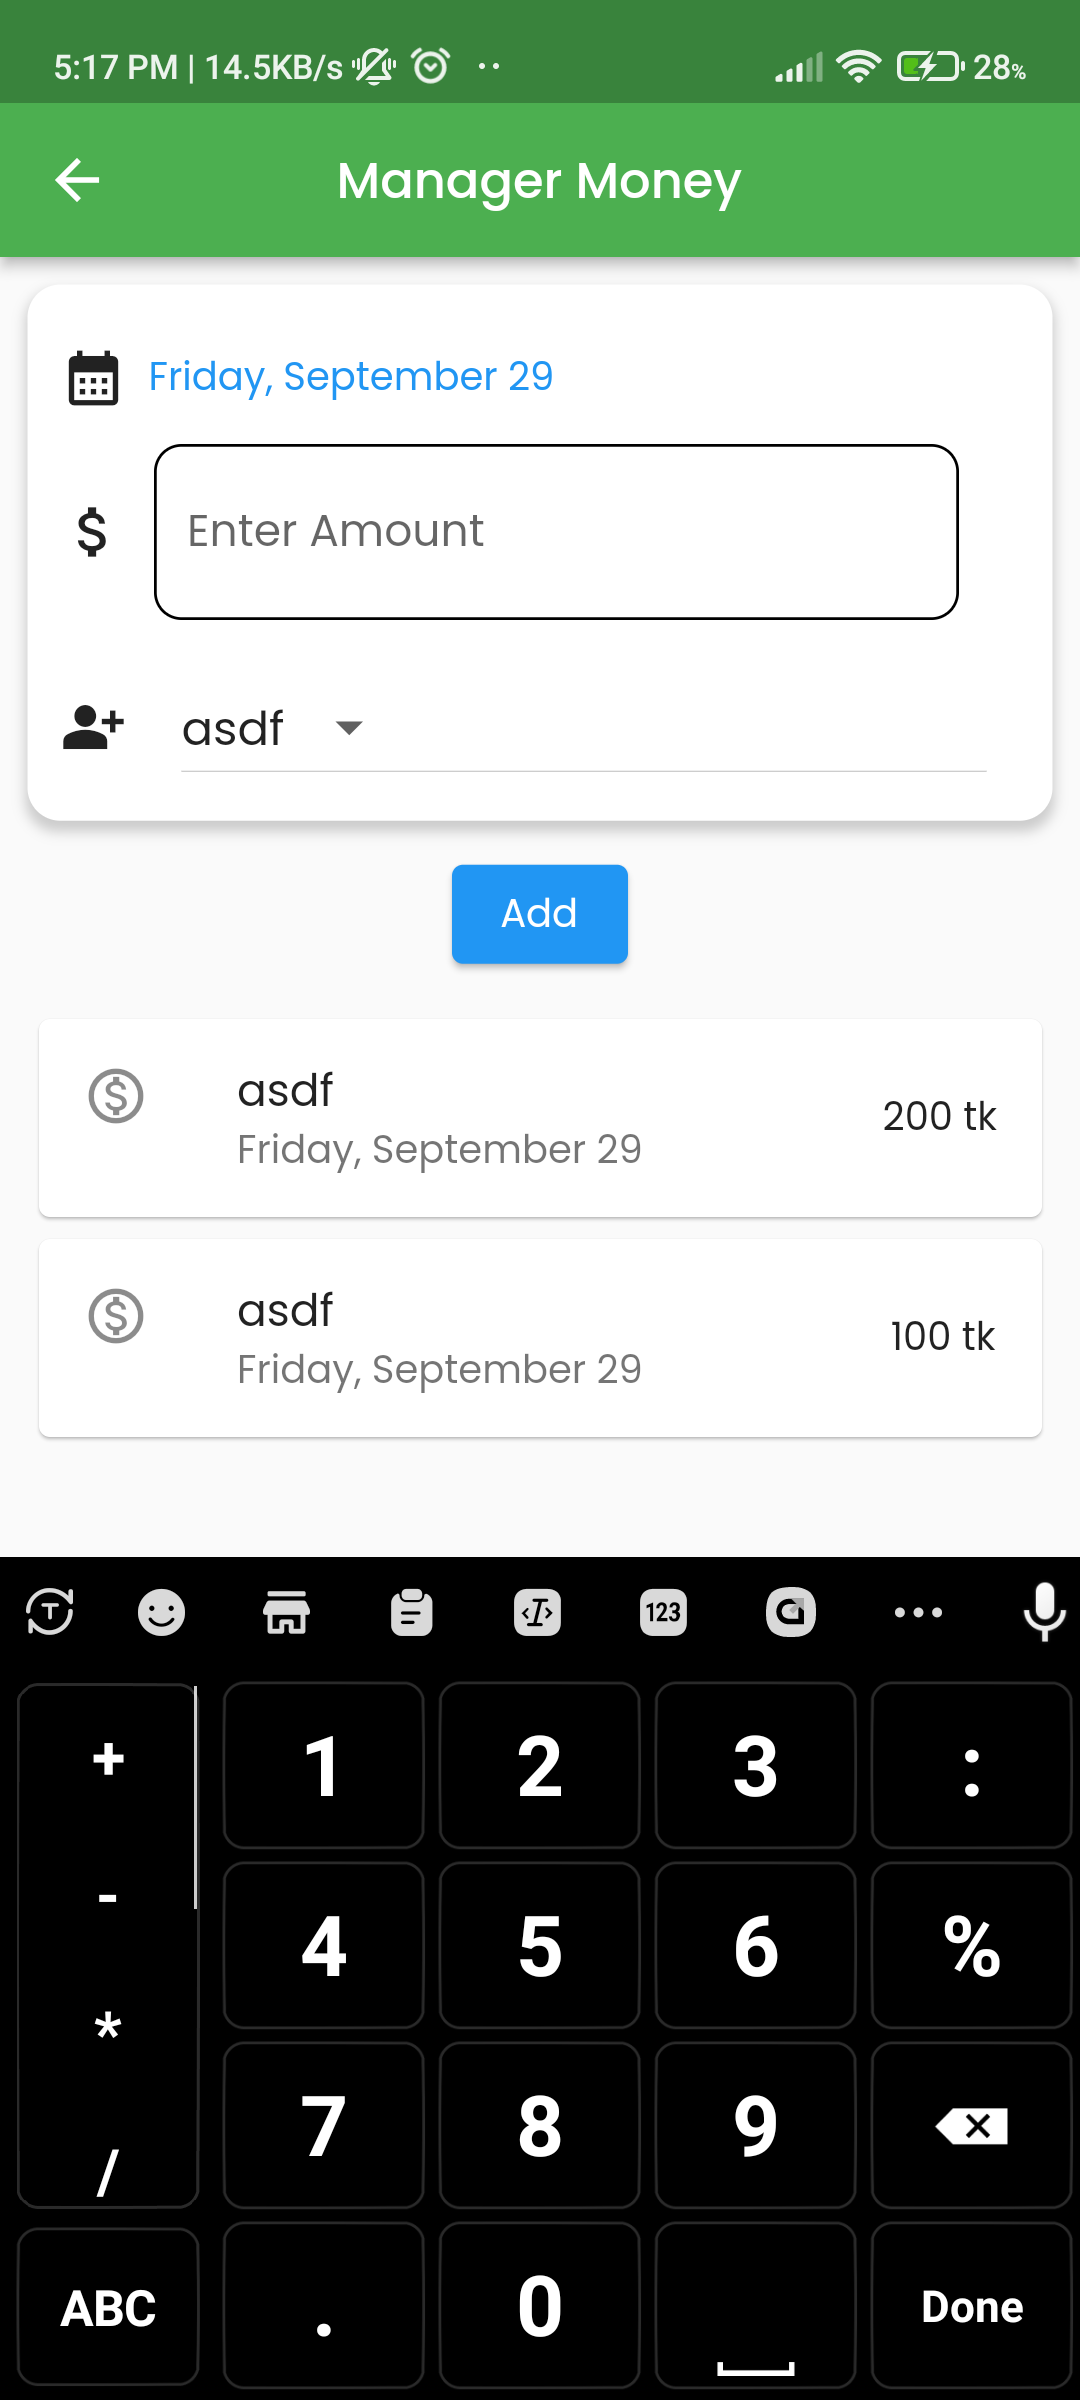 5:17 PM | 14.5KB/s 28%
Manager Money
Friday, September 29
$ Enter Amount
asdf
Add
asdf
200 tk
Friday, September 29
asdf
100 tk
Friday, September 29
T 123
+ 1 2 3 :
- 4 5 6 %
* 7 8 9
/
ABC . 0 Done